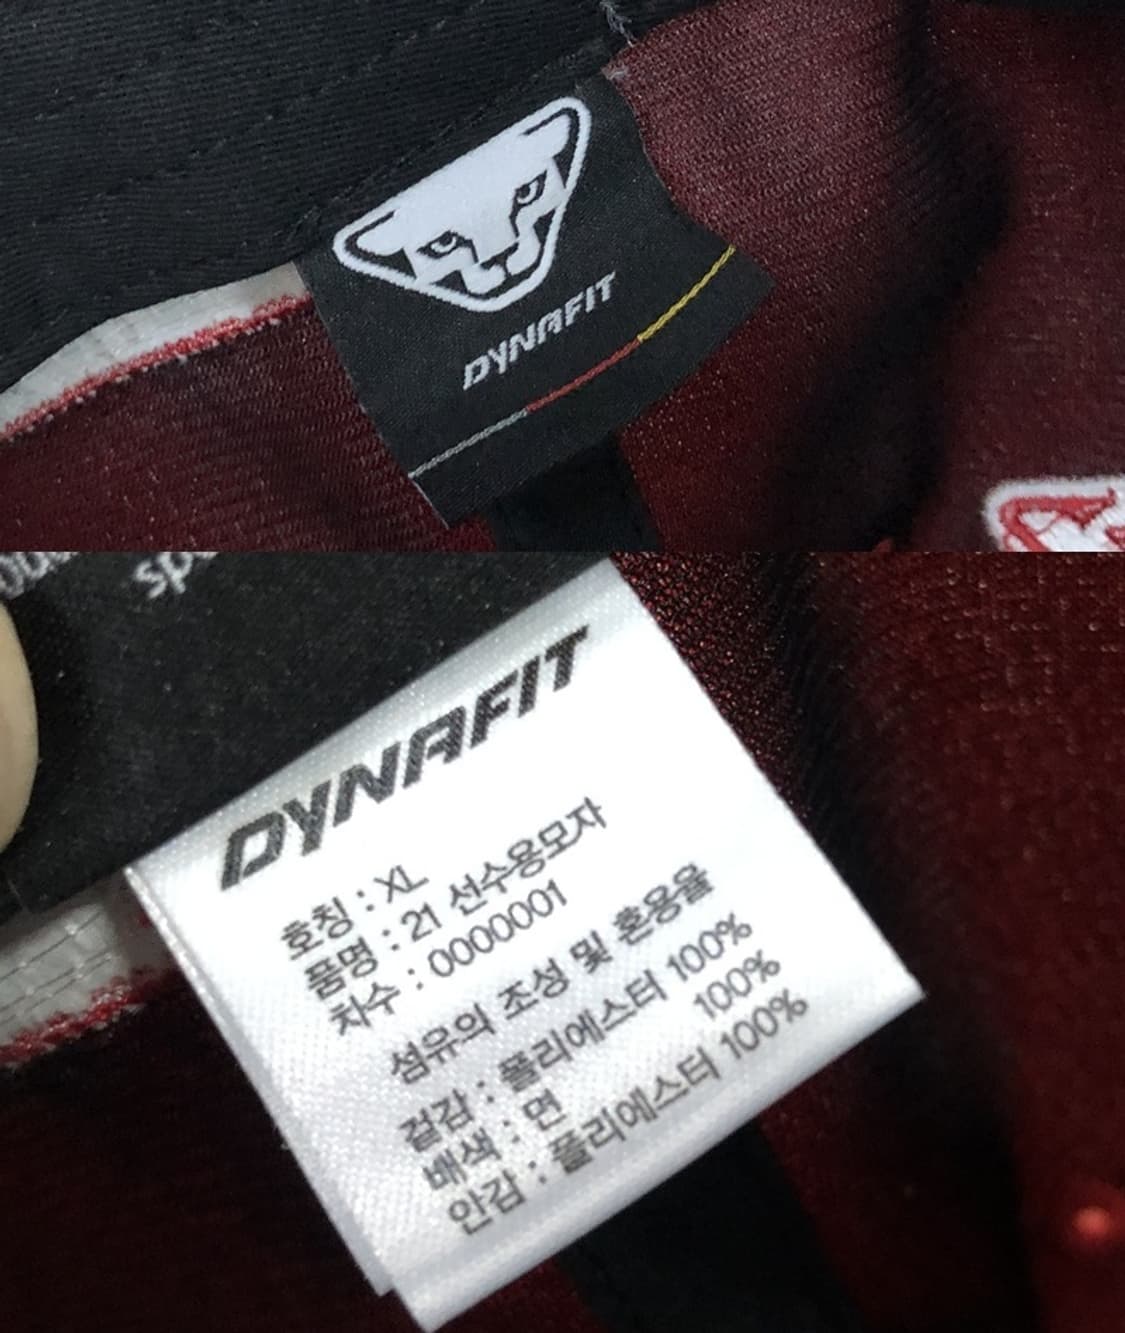 DYNAFIT
DYNAFIT
호칭 : XL
품명 : 21 선수용모자
차수 : 0000001
섬유의 조성 및 혼용율
겉감 : 폴리에스터 100%
배색 : 면 100%
안감 : 폴리에스터 100%